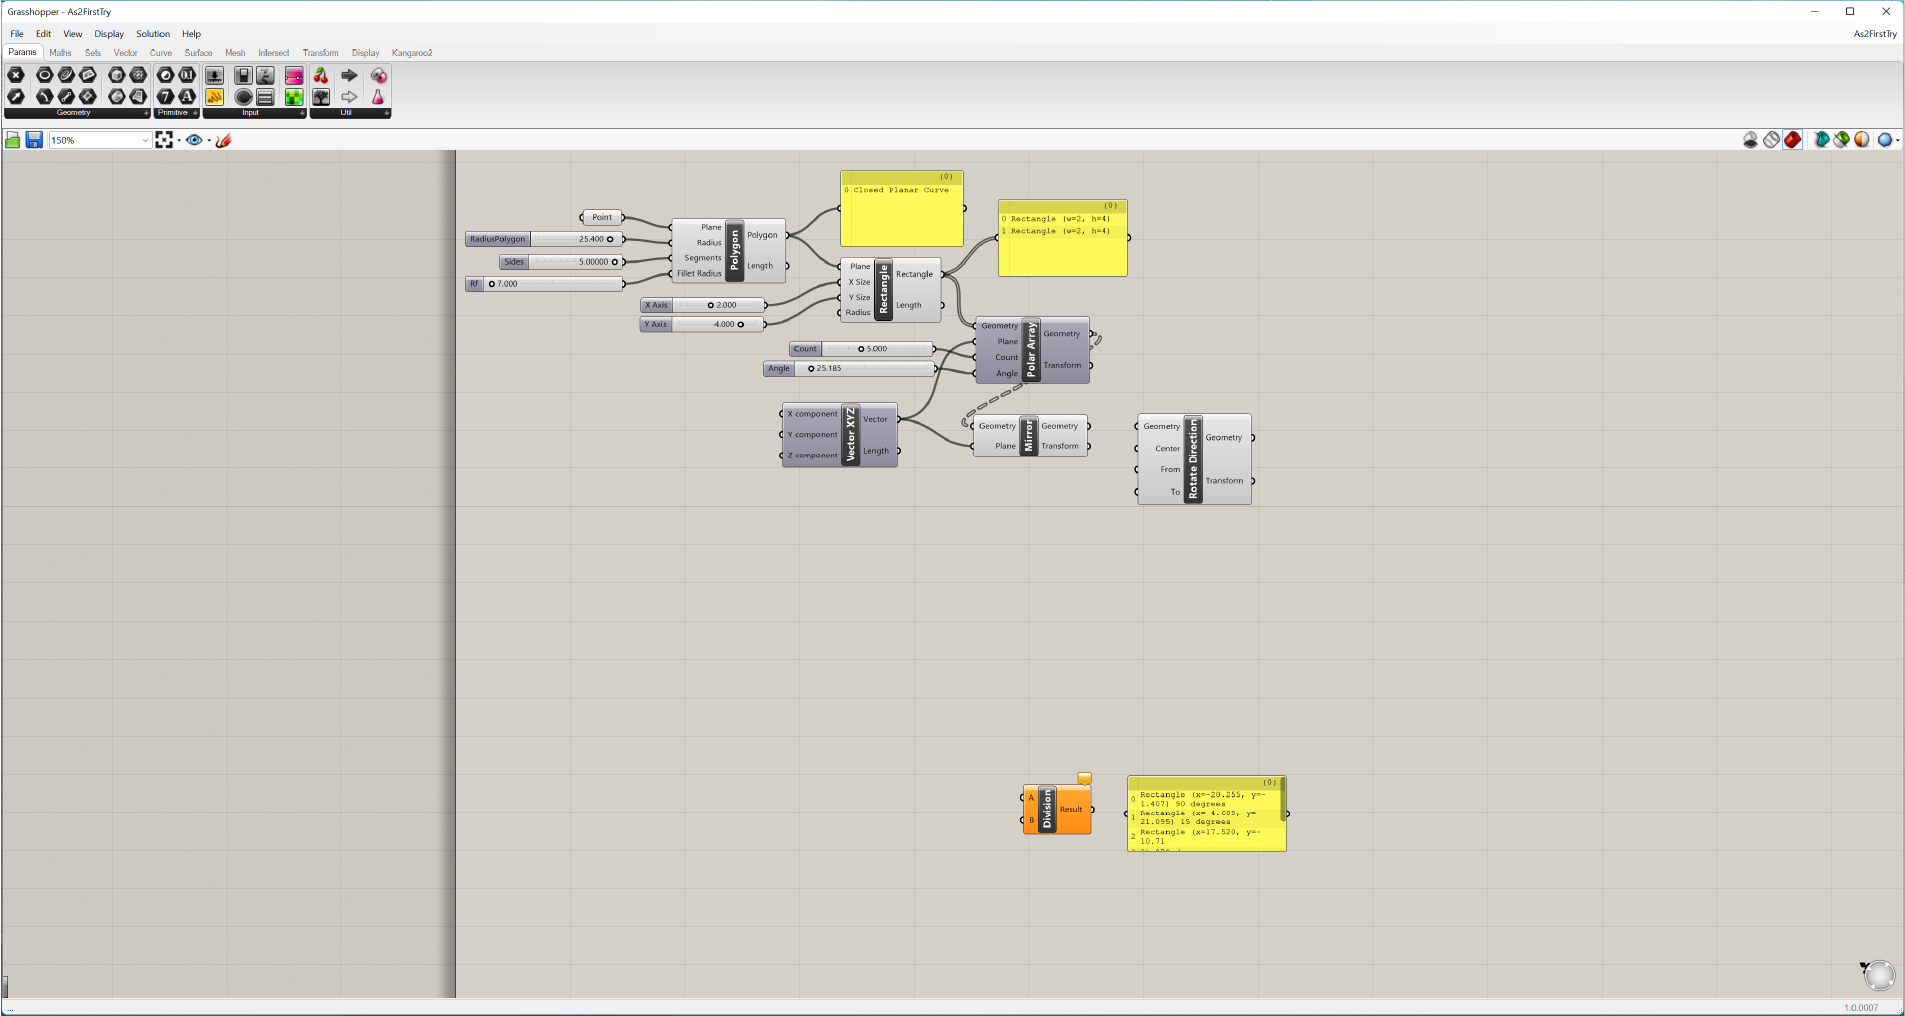 Grasshopper - As2FirstTry
File Edit View Display Solution Help
As2FirstTry
Params Maths Sets Vector Curve Surface Mesh Intersect Transform Display Kangaroo2
Geometry Primitive Input Util
150%
{0}
0 Closed Planar Curve
{0}
0 Rectangle (w=2, h=4)
1 Rectangle (w=2, h=4)
Point
RadiusPolygon 25.400
Sides 5.00000
Rf 7.000
Plane
Radius
Segments
Fillet Radius
Polygon
Polygon
Length
X Axis 2.000
Y Axis 4.000
Plane
X Size
Y Size
Radius
Rectangle
Rectangle
Length
Count 5.000
Angle 25.185
Geometry
Plane
Count
Angle
Polar Array
Geometry
Transform
X component
Y component
Z component
Vector XYZ
Vector
Length
Geometry
Plane
Mirror
Geometry
Transform
Geometry
Center
From
To
Rotate Direction
Geometry
Transform
A
B
Division
Result
{0}
0 Rectangle (x=-20.255, y=-
1.407) 90 degrees
1 Rectangle (x= 4.685, y=
21.095) 15 degrees
2 Rectangle (x=17.520, y=-
10.71
...
1.0.0007